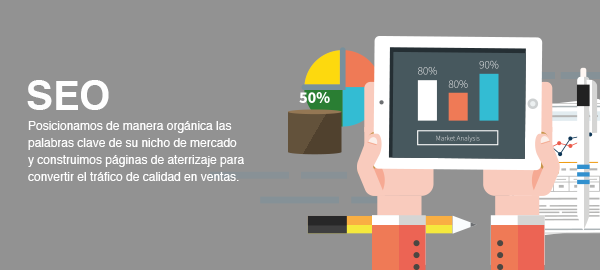 SEO
Posicionamos de manera orgánica las
palabras clave de su nicho de mercado
y construimos páginas de aterrizaje para
convertir el tráfico de calidad en ventas.
50%
80%
80%
90%
Market Analysis